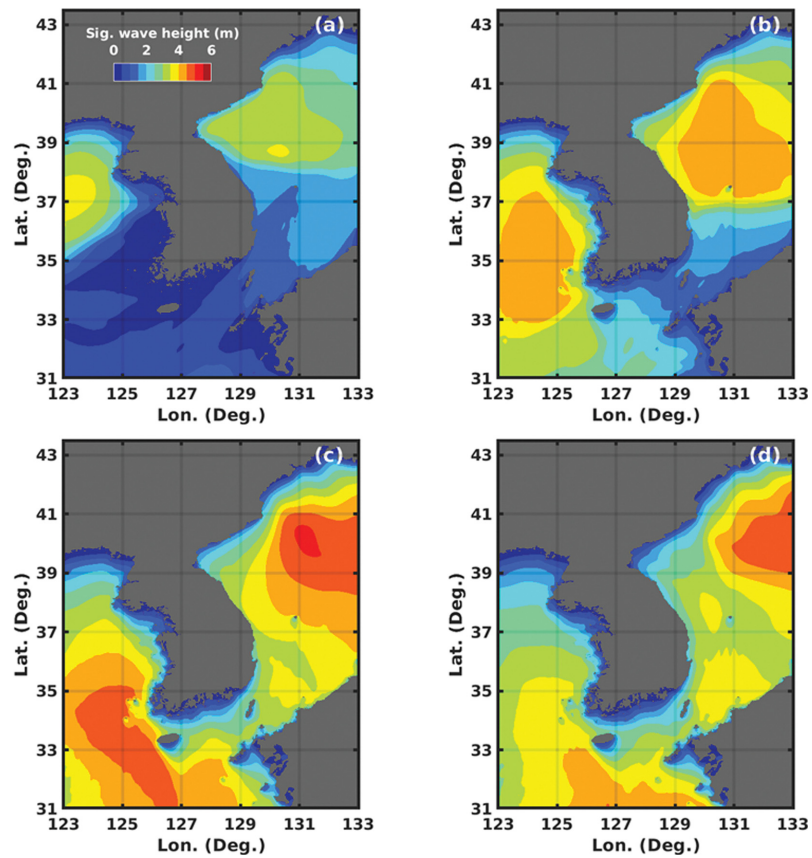 43
41
39
37
35
33
31
Lat. (Deg.)
Sig. wave height (m)
0 2 4 6
(a)
123 125 127 129 131 133
Lon. (Deg.)
43
41
39
37
35
33
31
Lat. (Deg.)
(b)
123 125 127 129 131 133
Lon. (Deg.)
43
41
39
37
35
33
31
Lat. (Deg.)
(c)
123 125 127 129 131 133
Lon. (Deg.)
43
41
39
37
35
33
31
Lat. (Deg.)
(d)
123 125 127 129 131 133
Lon. (Deg.)